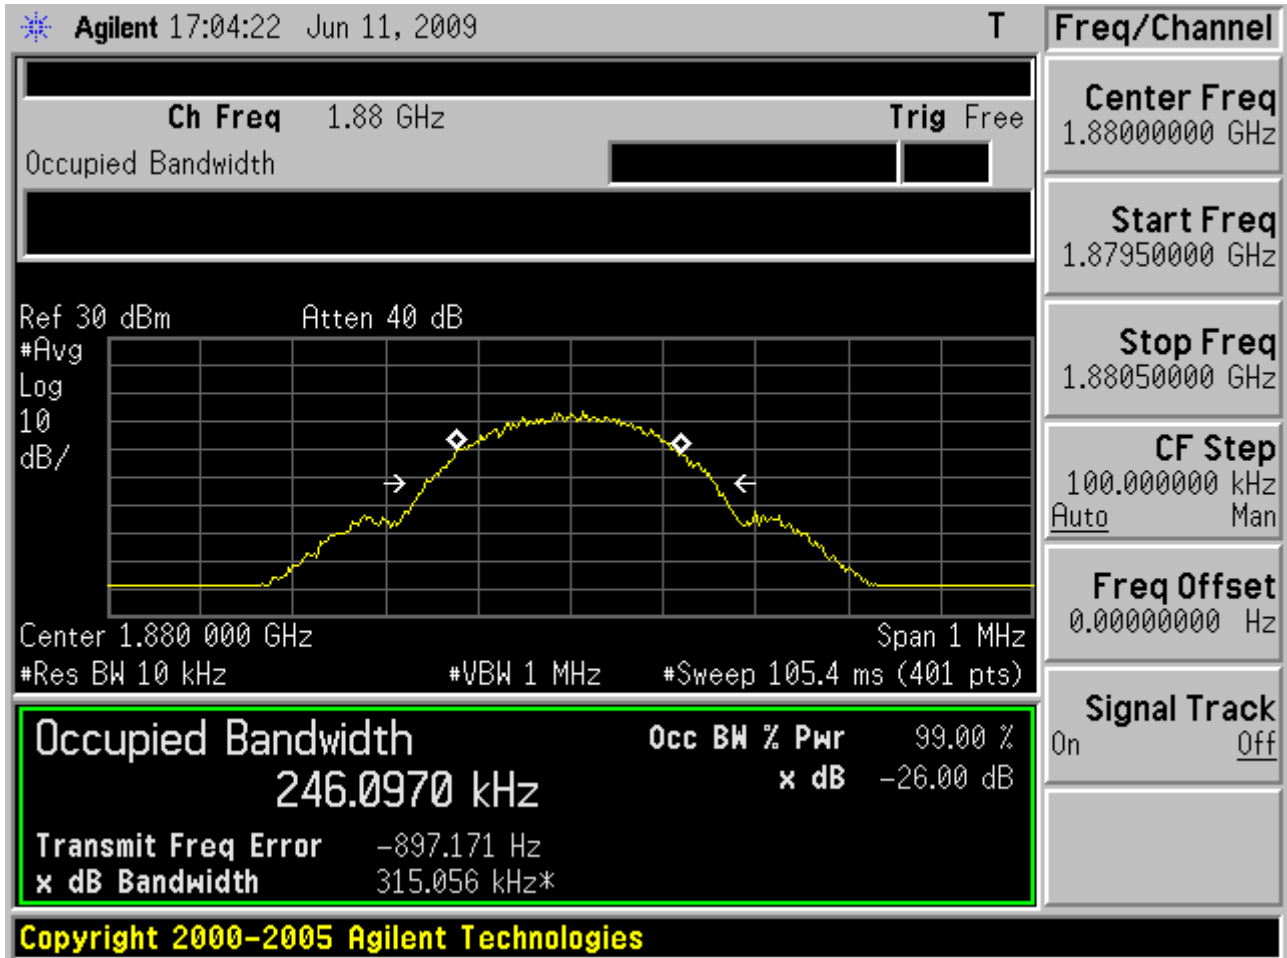 Agilent 17:04:22 Jun 11, 2009 T
Freq/Channel
Ch Freq 1.88 GHz Trig Free
Occupied Bandwidth
Center Freq
1.88000000 GHz
Start Freq
1.87950000 GHz
Stop Freq
1.88050000 GHz
CF Step
100.000000 kHz
Auto Man
Freq Offset
0.00000000 Hz
Signal Track
On Off
Ref 30 dBm Atten 40 dB
#Avg
Log
10
dB/
Center 1.880 000 GHz Span 1 MHz
#Res BW 10 kHz #VBW 1 MHz #Sweep 105.4 ms (401 pts)
Occupied Bandwidth
246.0970 kHz
Occ BW % Pwr 99.00 %
x dB -26.00 dB
Transmit Freq Error -897.171 Hz
x dB Bandwidth 315.056 kHz*
Copyright 2000-2005 Agilent Technologies